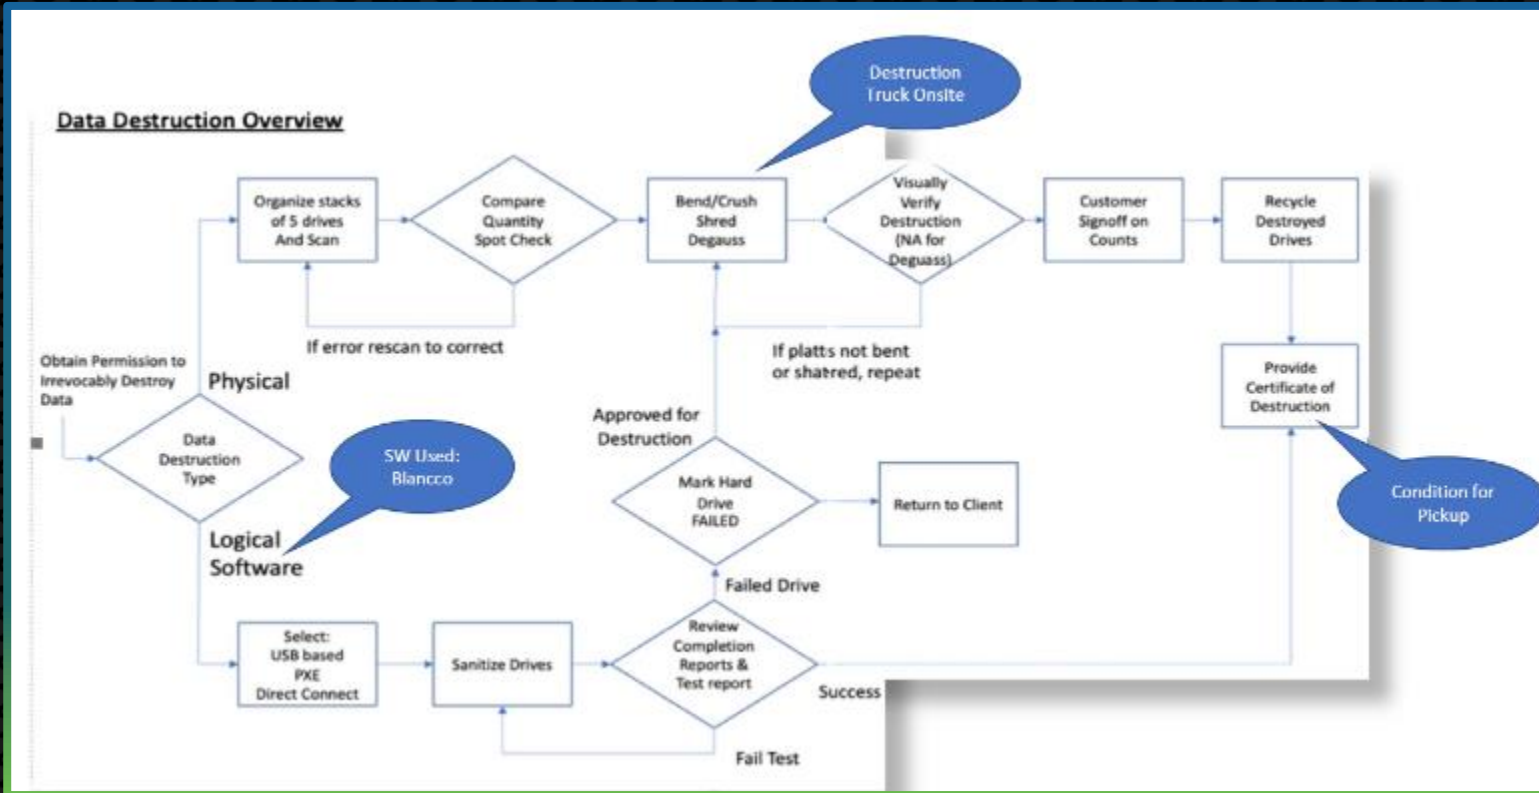 Destruction
Truck Onsite
Data Destruction Overview
Organize stacks
of 5 drives
And Scan
Compare
Quantity
Spot Check
Bend/Crush
Shred
Degauss
Visually
Verify
Destruction
(NA for
Deguass)
Customer
Signoff on
Counts
Recycle
Destroyed
Drives
If error rescan to correct
If platts not bent
or shatred, repeat
Obtain Permission to
Irrevocably Destroy
Data
Physical
Provide
Certificate of
Destruction
Approved for
Destruction
Data
Destruction
Type
SW Used:
Blancco
Mark Hard
Drive
FAILED
Return to Client
Condition for
Pickup
Logical
Software
Failed Drive
Select:
USB based
PXE
Direct Connect
Sanitize Drives
Review
Completion
Reports &
Test report
Success
Fail Test